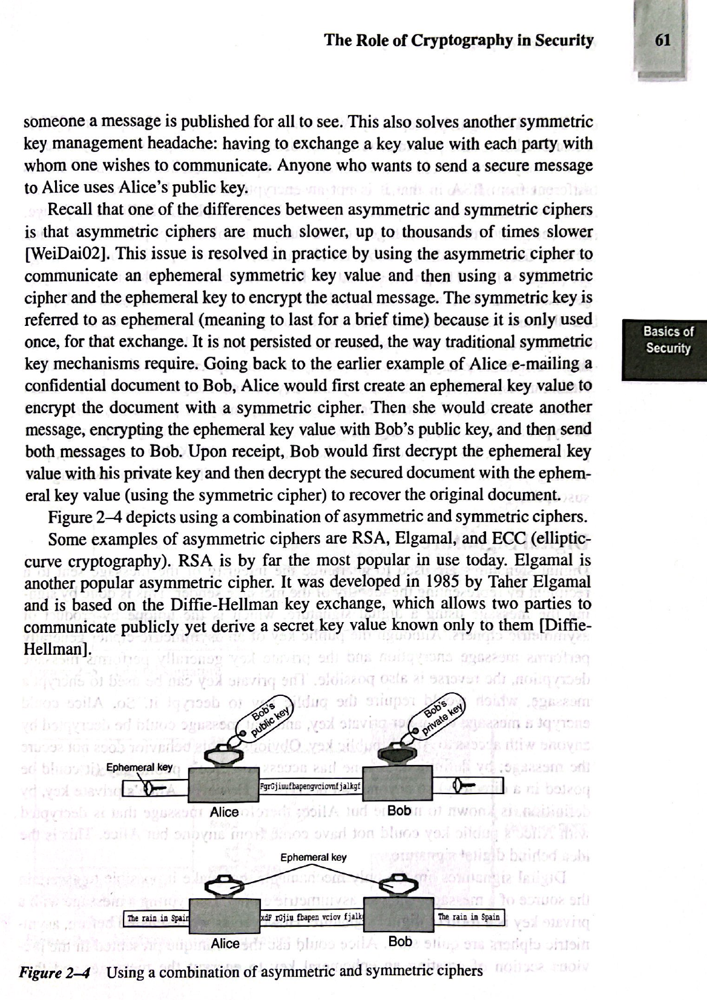 The Role of Cryptography in Security
61
someone a message is published for all to see. This also solves another symmetric
key management headache: having to exchange a key value with each party with
whom one wishes to communicate. Anyone who wants to send a secure message
to Alice uses Alice's public key.
Recall that one of the differences between asymmetric and symmetric ciphers
is that asymmetric ciphers are much slower, up to thousands of times slower
[WeiDai02]. This issue is resolved in practice by using the asymmetric cipher to
communicate an ephemeral symmetric key value and then using a symmetric
cipher and the ephemeral key to encrypt the actual message. The symmetric key is
referred to as ephemeral (meaning to last for a brief time) because it is only used
once, for that exchange. It is not persisted or reused, the way traditional symmetric
key mechanisms require. Going back to the earlier example of Alice e-mailing a
confidential document to Bob, Alice would first create an ephemeral key value to
encrypt the document with a symmetric cipher. Then she would create another
message, encrypting the ephemeral key value with Bob's public key, and then send
both messages to Bob. Upon receipt, Bob would first decrypt the ephemeral key
value with his private key and then decrypt the secured document with the ephem-
eral key value (using the symmetric cipher) to recover the original document.
Figure 2–4 depicts using a combination of asymmetric and symmetric ciphers.
Some examples of asymmetric ciphers are RSA, Elgamal, and ECC (elliptic-
curve cryptography). RSA is by far the most popular in use today. Elgamal is
another popular asymmetric cipher. It was developed in 1985 by Taher Elgamal
and is based on the Diffie-Hellman key exchange, which allows two parties to
communicate publicly yet derive a secret key value known only to them [Diffie-
Hellman].
Basics of
Security
Bob's
public key
Bob's
private key
Ephemeral key
FgrGjiuufbapengvciovnfjalkgf
Alice
Bob
Ephemeral key
The rain in Spain
xdF rGjiu fbapen vciov fjalk
The rain in Spain
Alice
Bob
Figure 2–4 Using a combination of asymmetric and symmetric ciphers